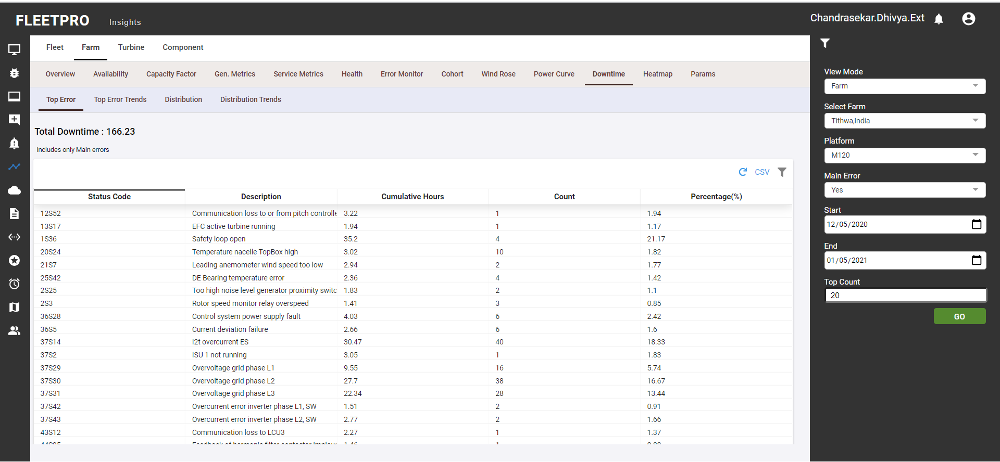 FLEETPRO Insights Chandrasekar.Dhivya.Ext
Fleet Farm Turbine Component
Overview Availability Capacity Factor Gen. Metrics Service Metrics Health Error Monitor Cohort Wind Rose Power Curve Downtime Heatmap Params
Top Error Top Error Trends Distribution Distribution Trends
Total Downtime : 166.23
Includes only Main errors
CSV
Status Code Description Cumulative Hours Count Percentage(%)
12S52 Communication loss to or from pitch controlle 3.22 1 1.94
13S17 EFC active turbine running 1.94 1 1.17
1S36 Safety loop open 35.2 4 21.17
20S24 Temperature nacelle TopBox high 3.02 10 1.82
21S7 Leading anemometer wind speed too low 2.94 2 1.77
25S42 DE Bearing temperature error 2.36 4 1.42
2S25 Too high noise level generator proximity switc 1.83 2 1.1
2S3 Rotor speed monitor relay overspeed 1.41 3 0.85
36S28 Control system power supply fault 4.03 6 2.42
36S5 Current deviation failure 2.66 6 1.6
37S14 I2t overcurrent ES 30.47 40 18.33
37S2 ISU 1 not running 3.05 1 1.83
37S29 Overvoltage grid phase L1 9.55 16 5.74
37S30 Overvoltage grid phase L2 27.7 38 16.67
37S31 Overvoltage grid phase L3 22.34 28 13.44
37S42 Overcurrent error inverter phase L1, SW 1.51 2 0.91
37S43 Overcurrent error inverter phase L2, SW 2.77 2 1.66
43S12 Communication loss to LCU3 2.27 1 1.37
View Mode
Farm
Select Farm
Tithwa,India
Platform
M120
Main Error
Yes
Start
12/05/2020
End
01/05/2021
Top Count
20
GO